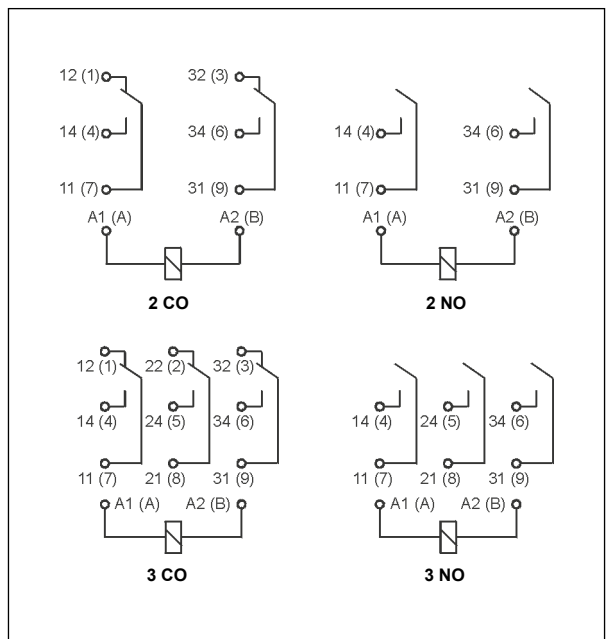 12 (1) 32 (3)
14 (4) 34 (6) 14 (4) 34 (6)
11 (7) 31 (9) 11 (7) 31 (9)
A1 (A) A2 (B) A1 (A) A2 (B)
2 CO 2 NO
12 (1) 22 (2) 32 (3)
14 (4) 24 (5) 34 (6) 14 (4) 24 (5) 34 (6)
11 (7) 21 (8) 31 (9) 11 (7) 21 (8) 31 (9)
A1 (A) A2 (B) A1 (A) A2 (B)
3 CO 3 NO